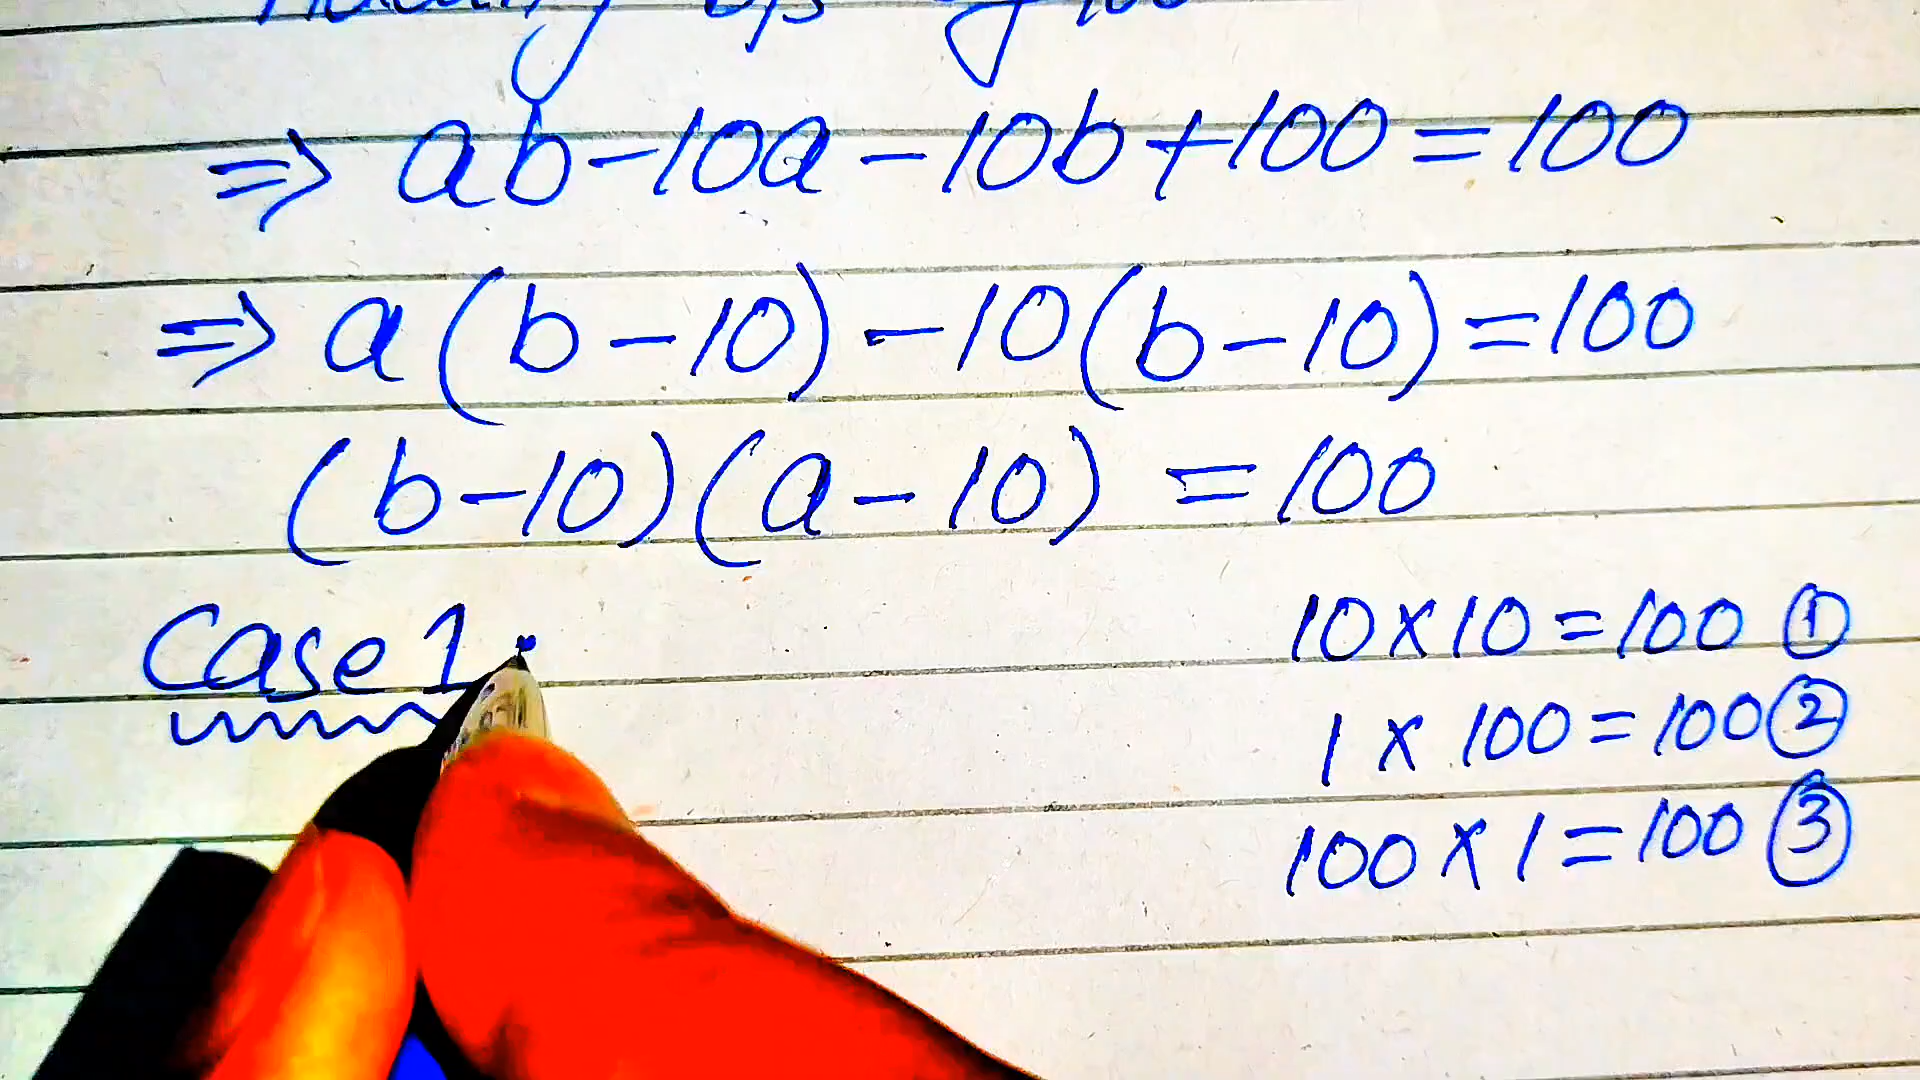 b/s
⇒ ab-10a-10b+100=100
⇒ a(b-10)-10(b-10)=100
(b-10)(a-10) = 100
Case 1:
10×10=100 ①
1 × 100=100 ②
100 × 1=100 ③